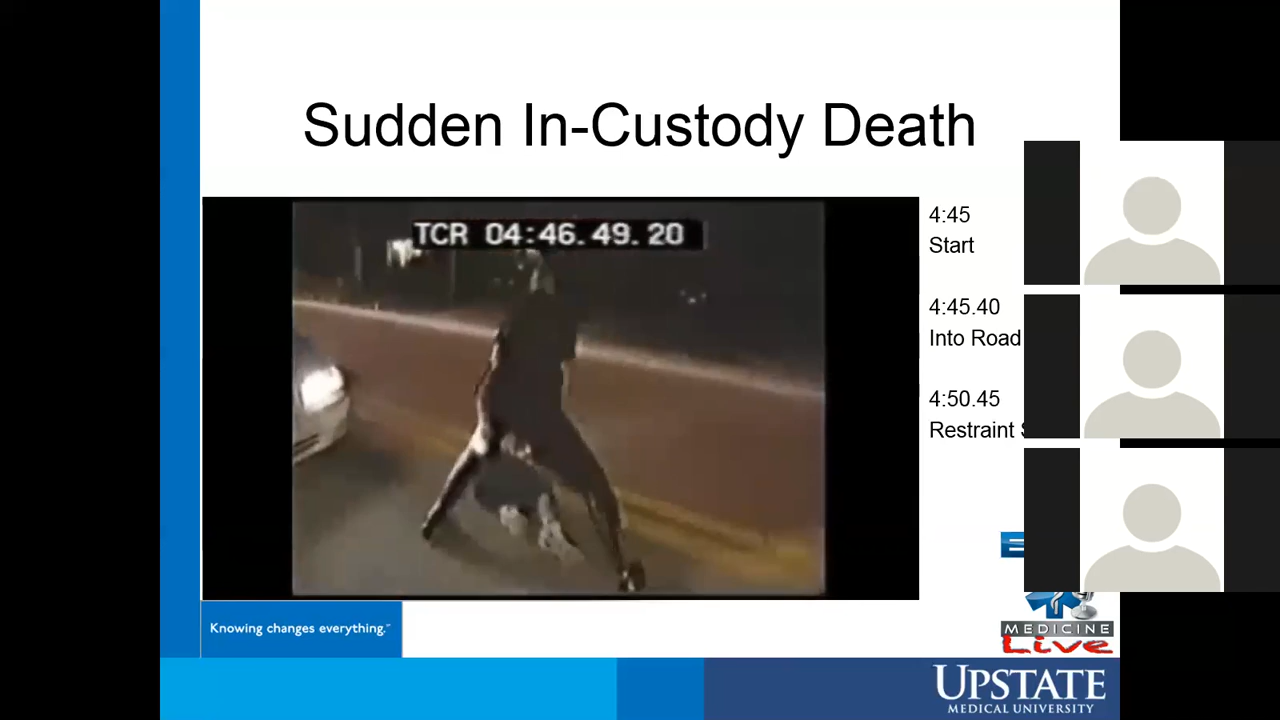 Sudden In-Custody Death
TCR 04:46.49.20
4:45
Start
4:45.40
Into Road
4:50.45
Restraint
Knowing changes everything.™
MEDICINE
Live
UPSTATE
MEDICAL UNIVERSITY